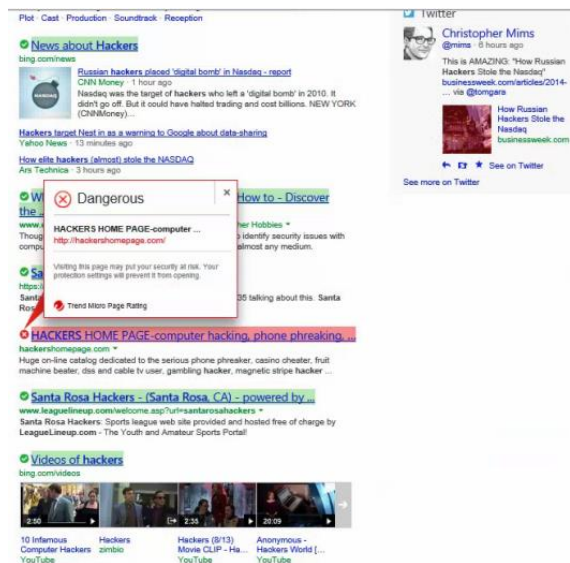 Plot · Cast · Production · Soundtrack · Reception
News about Hackers
bing.com/news
Russian hackers placed 'digital bomb' in Nasdaq - report
CNN Money · 1 hour ago
NASDAQ
Nasdaq was the target of hackers who left a 'digital bomb' in 2010. It
didn't go off. But it could have halted trading and cost billions. NEW YORK
(CNNMoney)...
Hackers target Nest in as a warning to Google about data-sharing
Yahoo News · 13 minutes ago
How elite hackers (almost) stole the NASDAQ
Ars Technica · 3 hours ago
How to - Discover
the
her Hobbies
Thoug
to identify security issues with
compu
almost any medium.
Dangerous
×
HACKERS HOME PAGE-computer ...
http://hackershomepage.com/
Visiting this page may put your security at risk. Your
protection settings will prevent it from opening.
Trend Micro Page Rating
Sa
https:/
Santa
35 talking about this. Santa
Ros
HACKERS HOME PAGE-computer hacking, phone phreaking, ...
hackershomepage.com
Huge on-line catalog dedicated to the serious phone phreaker, casino cheater, fruit
machine beater, dss and cable tv user, gambling hacker, magnetic stripe hacker ...
Santa Rosa Hackers - (Santa Rosa, CA) - powered by ...
www.leaguelineup.com/welcome.asp?url=santarosahackers
Santa Rosa Hackers: Sports league web site provided and hosted free of charge by
LeagueLineup.com - The Youth and Amateur Sports Portal!
Videos of hackers
bing.com/videos
2:50
2:35
20:09
10 Infamous
Computer Hackers
YouTube
Hackers
zimbio
Hackers (8/13)
Movie CLIP - Ha...
YouTube
Anonymous -
Hackers World [...
YouTube
Twitter
Christopher Mims
@mims · 6 hours ago
This is AMAZING: "How Russian
Hackers Stole the Nasdaq"
businessweek.com/articles/2014-
... via @tomgara
How Russian
Hackers Stole the
Nasdaq
businessweek.com
See on Twitter
See more on Twitter